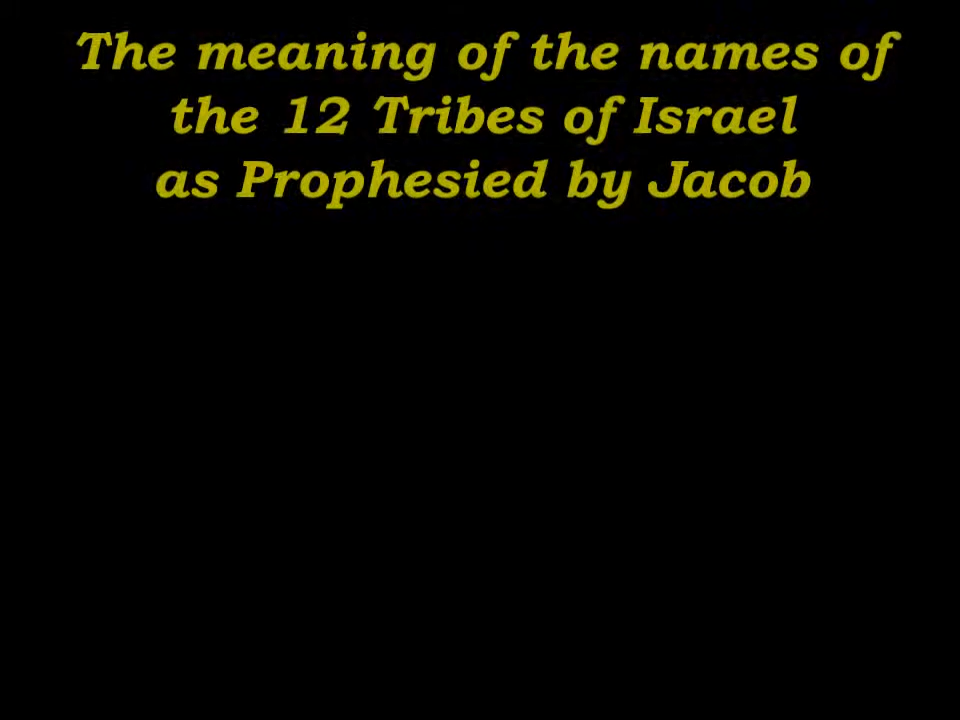 The meaning of the names of
the 12 Tribes of Israel
as Prophesied by Jacob